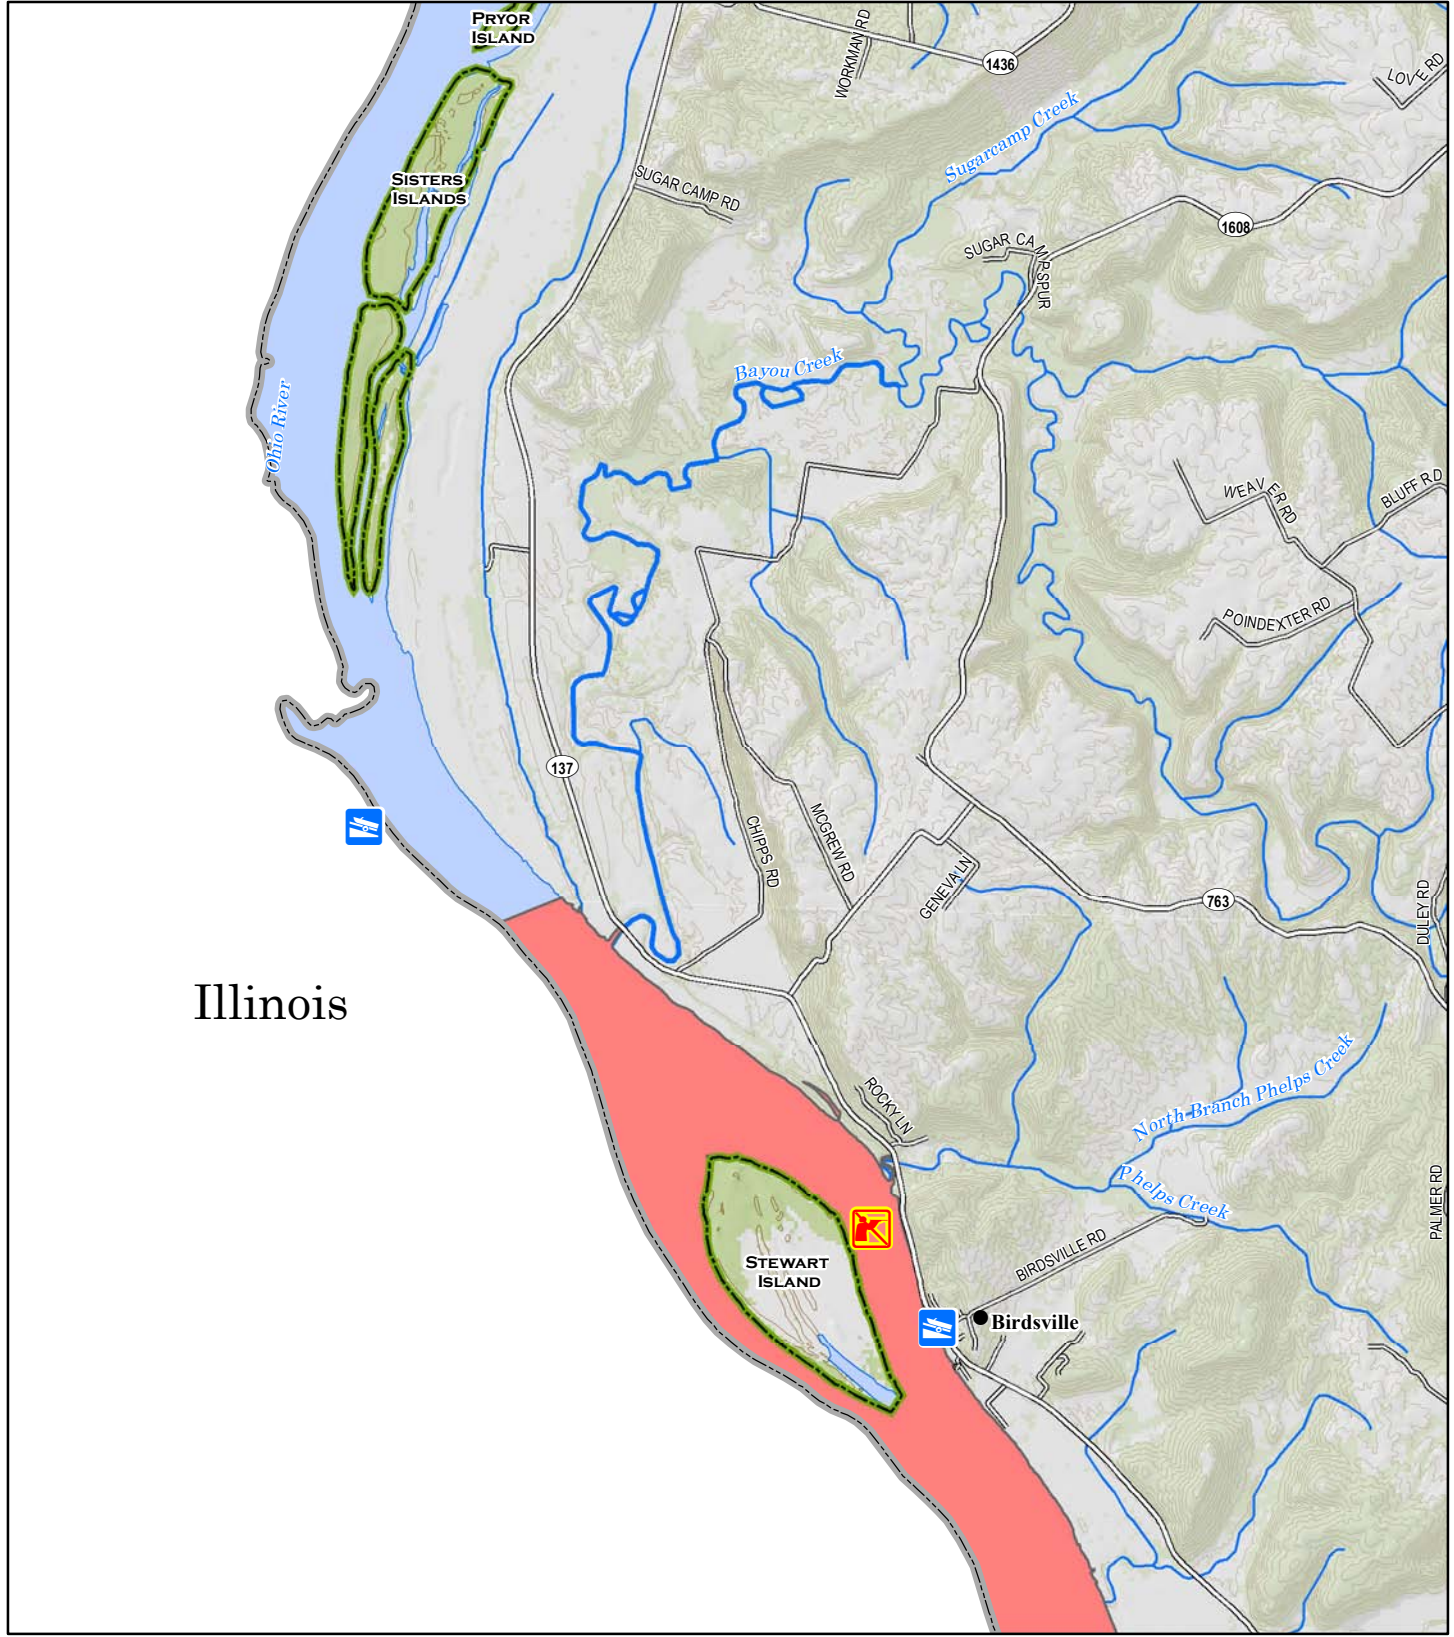 PRYOR
ISLAND
WORKMAN RD
1436
LOVE RD
Sugarcamp Creek
SISTERS
ISLANDS
SUGAR CAMP RD
1608
SUGAR CAMP SPUR
Bayou Creek
Ohio River
WEAVER RD
BLUFF RD
POINDEXTER RD
137
CHIPPS RD
MCGREW RD
GENEVA LN
763
DULEY RD
Illinois
ROCKY LN
North Branch Phelps Creek
Phelps Creek
PALMER RD
BIRDSVILLE RD
STEWART
ISLAND
Birdsville